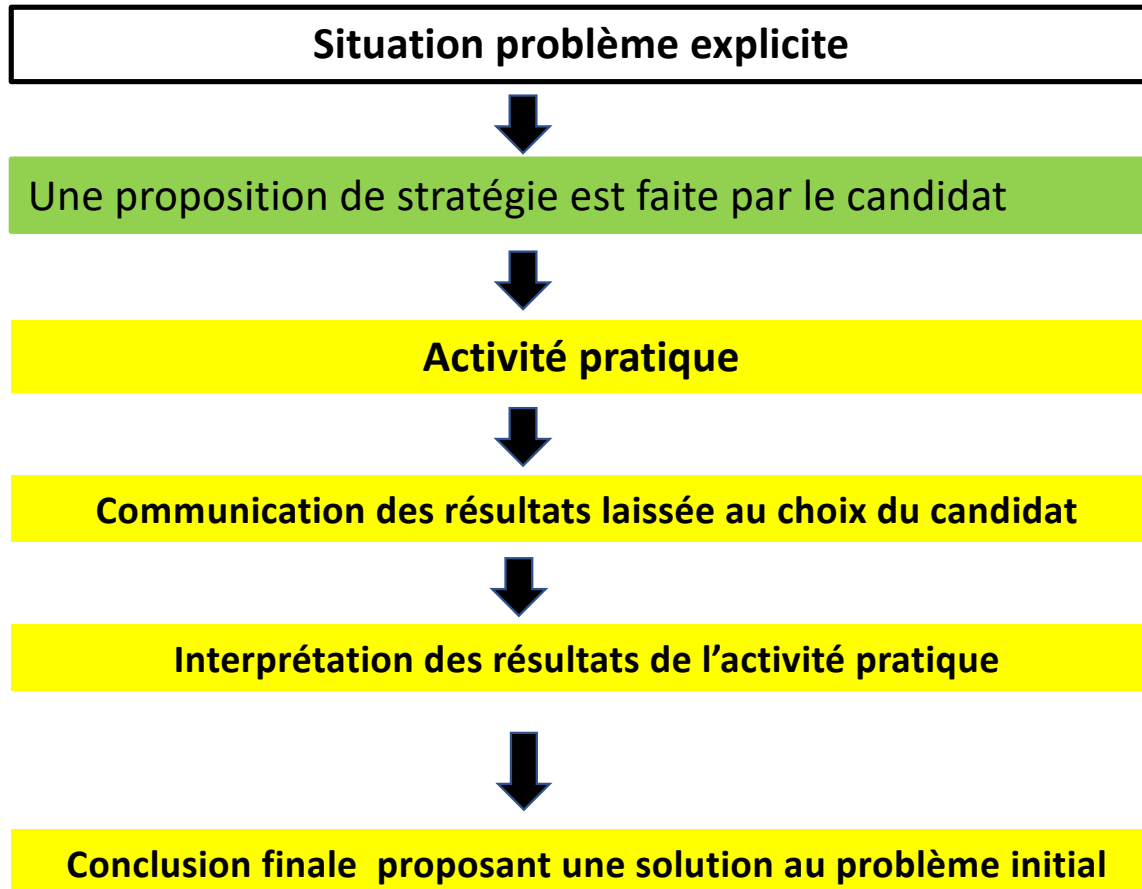 Situation problème explicite
Une proposition de stratégie est faite par le candidat
Activité pratique
Communication des résultats laissée au choix du candidat
Interprétation des résultats de l’activité pratique
Conclusion finale  proposant une solution au problème initial